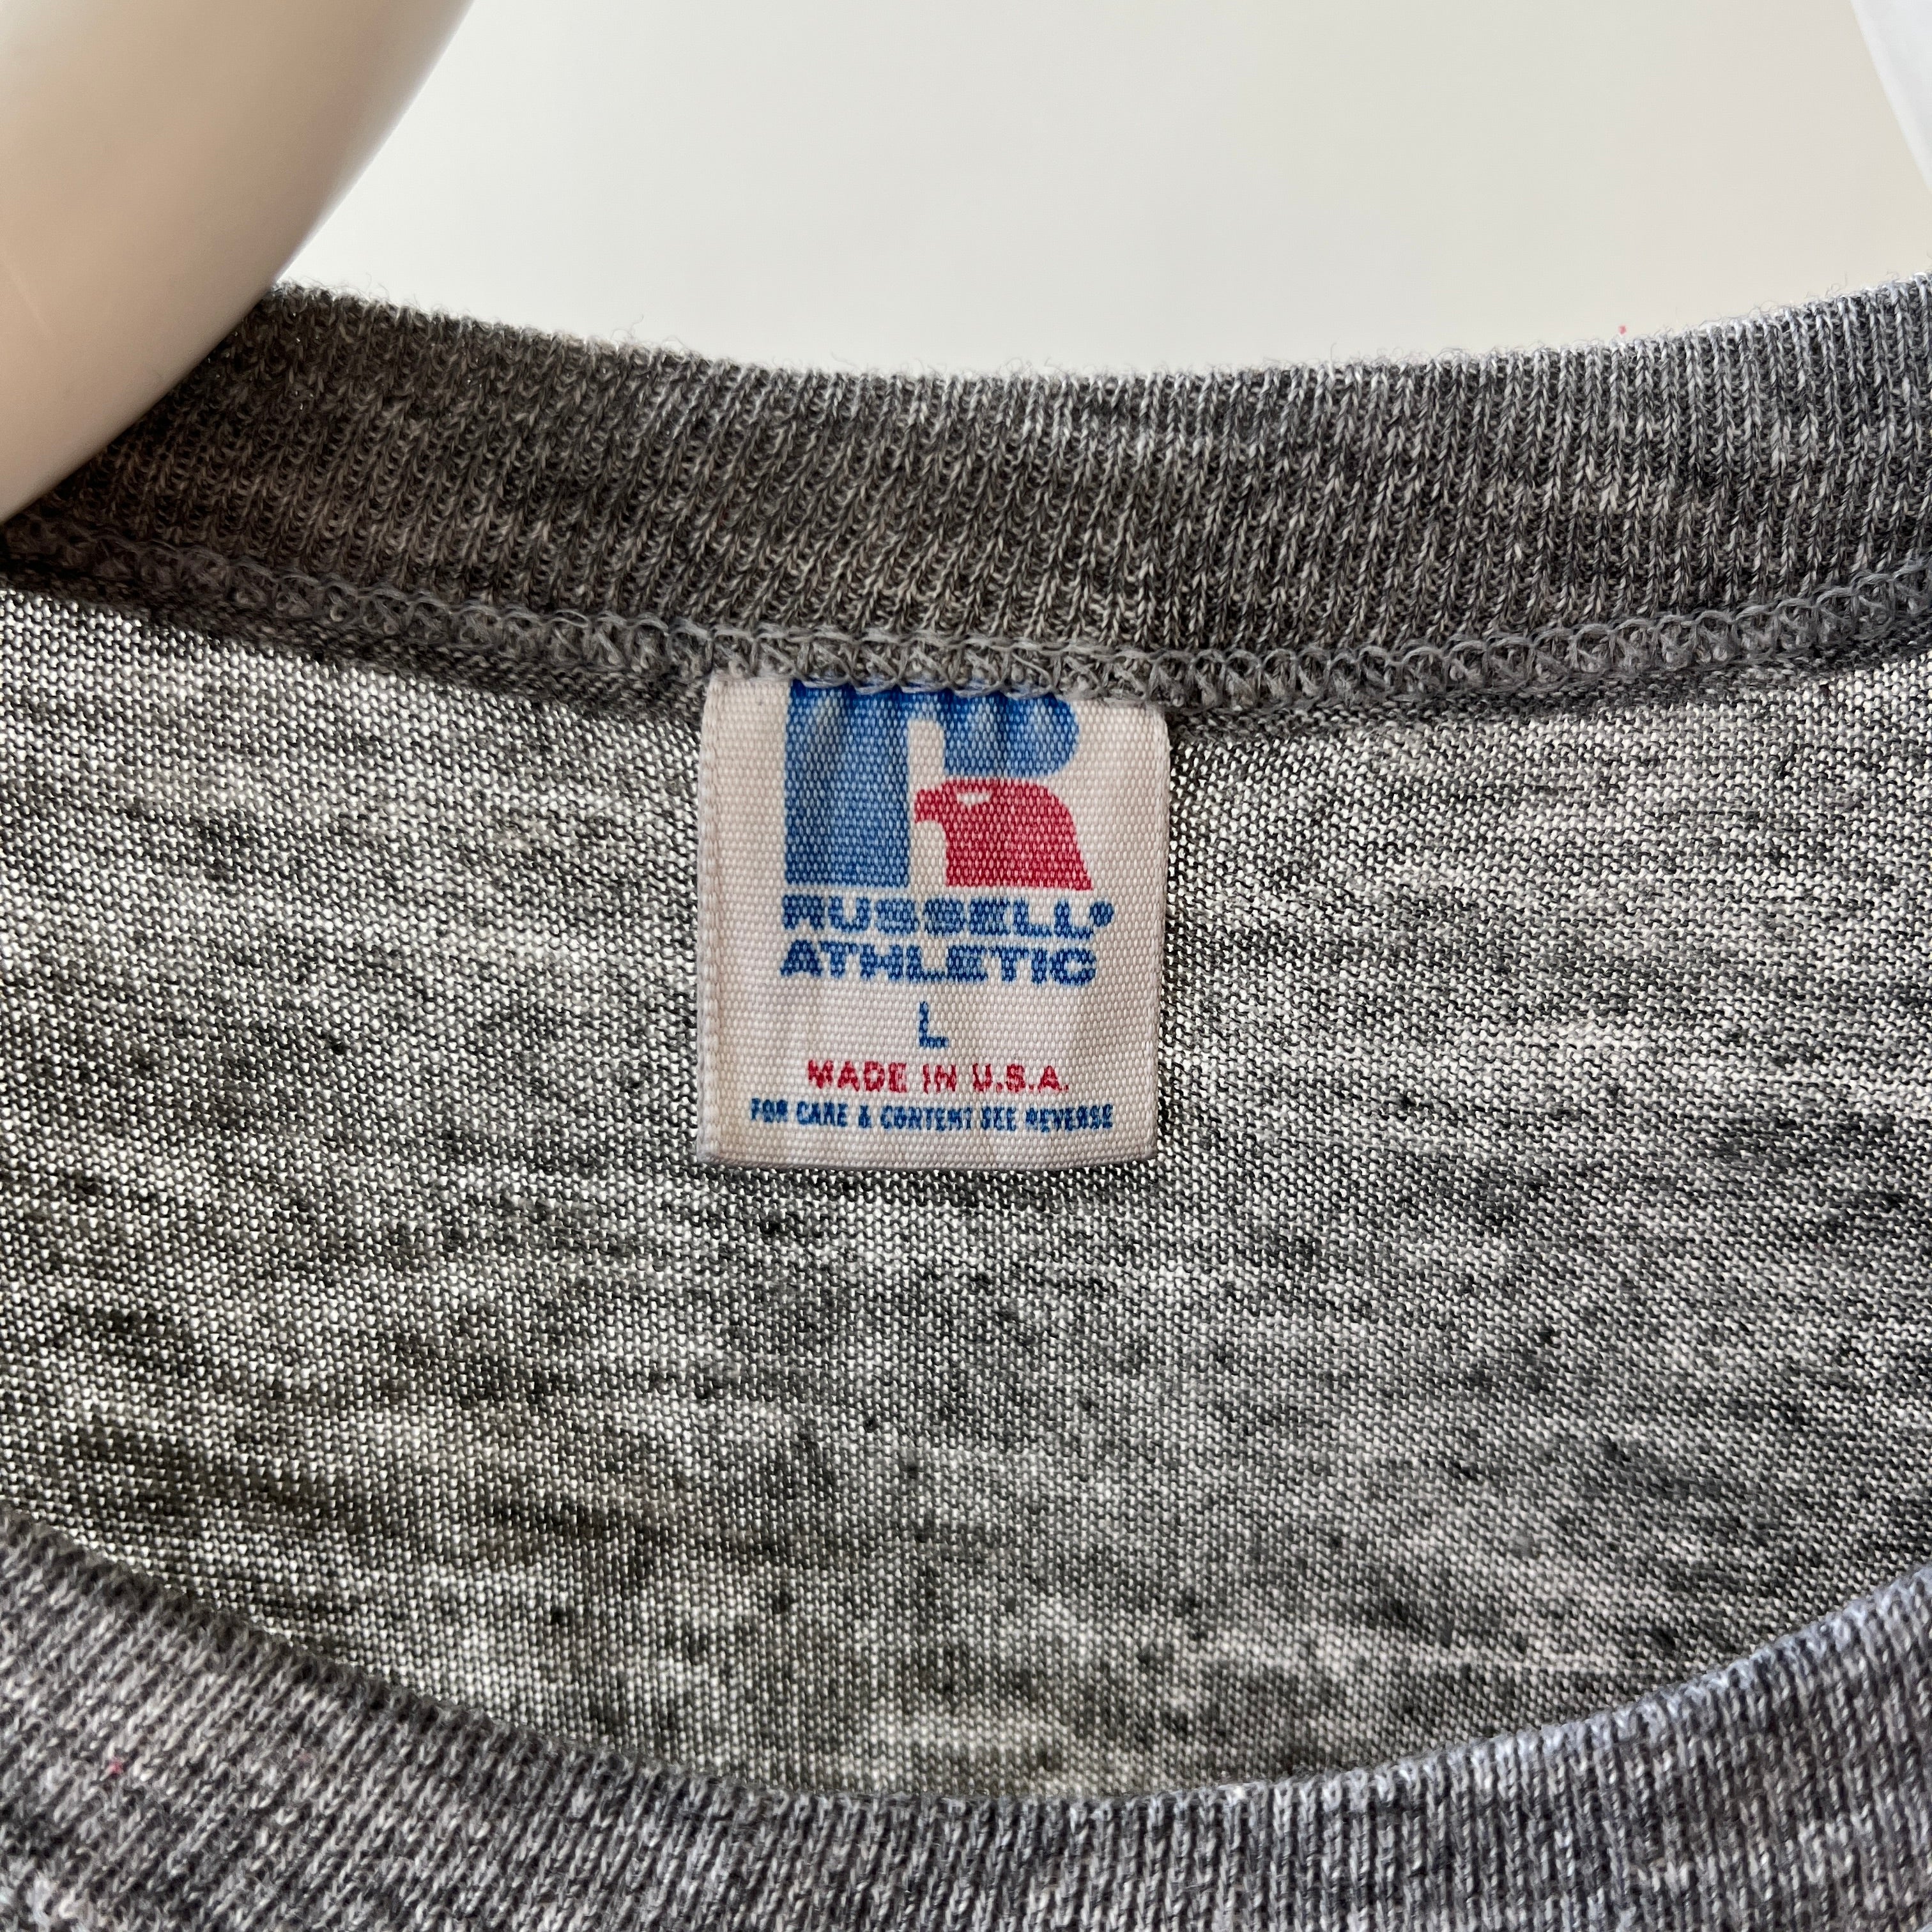 R
RUSSELL®
ATHLETIC
L
MADE IN U.S.A.
FOR CARE & CONTENT SEE REVERSE